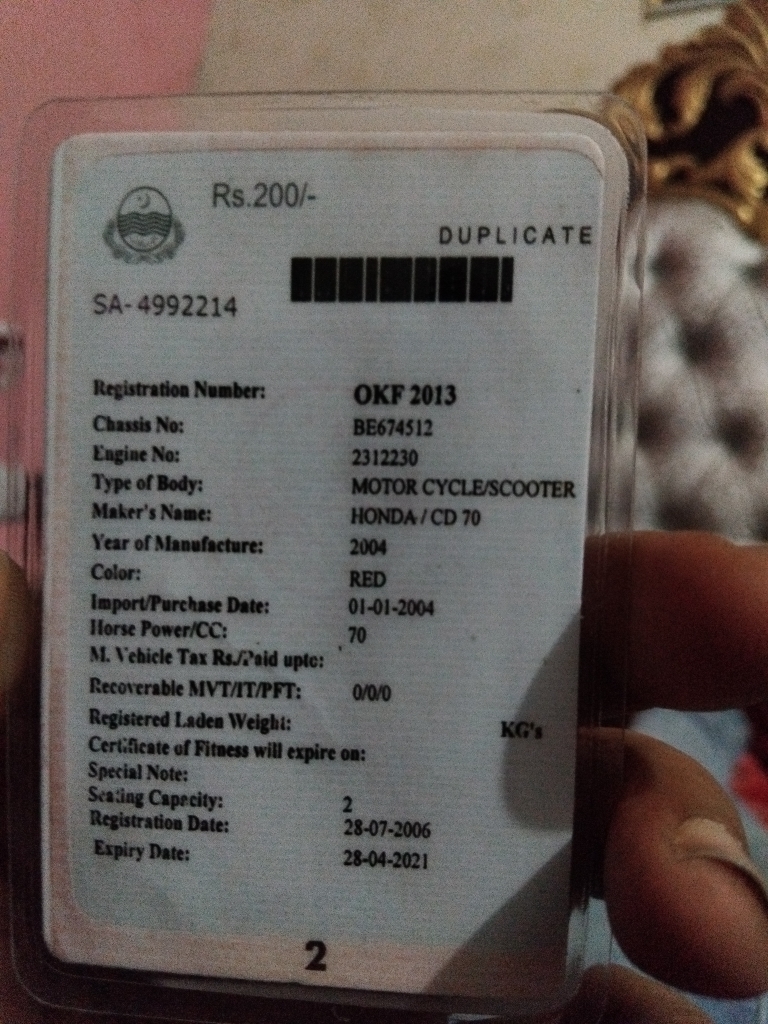 Rs.200/-
DUPLICATE
SA-4992214
Registration Number: OKF 2013
Chassis No: BE674512
Engine No: 2312230
Type of Body: MOTOR CYCLE/SCOOTER
Maker's Name: HONDA / CD 70
Year of Manufacture: 2004
Color: RED
Import/Purchase Date: 01-01-2004
Horse Power/CC: 70
M. Vehicle Tax Rs./Paid upto:
Recoverable MVT/IT/PFT: 0/0/0
Registered Laden Weight: KG's
Certificate of Fitness will expire on:
Special Note:
Seating Capacity: 2
Registration Date: 28-07-2006
Expiry Date: 28-04-2021
2